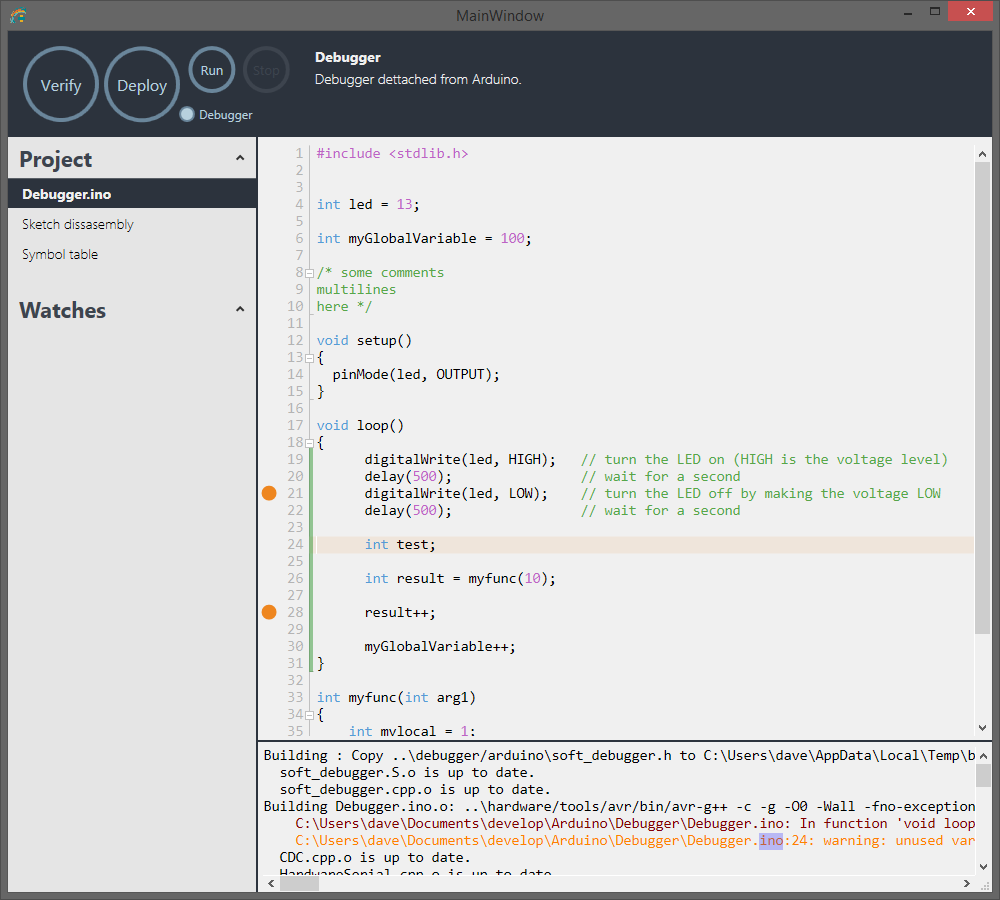 MainWindow
Verify
Deploy
Run
Stop
Debugger
Debugger
Debugger dettached from Arduino.
Project
Debugger.ino
Sketch dissasembly
Symbol table
Watches
1 #include <stdlib.h>
2
3
4 int led = 13;
5
6 int myGlobalVariable = 100;
7
8 /* some comments
9 multilines
10 here */
11
12 void setup()
13 {
14 pinMode(led, OUTPUT);
15 }
16
17 void loop()
18 {
19 digitalWrite(led, HIGH); // turn the LED on (HIGH is the voltage level)
20 delay(500); // wait for a second
21 digitalWrite(led, LOW); // turn the LED off by making the voltage LOW
22 delay(500); // wait for a second
23
24 int test;
25
26 int result = myfunc(10);
27
28 result++;
29
30 myGlobalVariable++;
31 }
32
33 int myfunc(int arg1)
34 {
35 int mylocal = 1;
Building : Copy ..\debugger/arduino\soft_debugger.h to C:\Users\dave\AppData\Local\Temp\b
soft_debugger.S.o is up to date.
soft_debugger.cpp.o is up to date.
Building Debugger.ino.o: ..\hardware/tools/avr/bin/avr-g++ -c -g -O0 -Wall -fno-exception
C:\Users\dave\Documents\develop\Arduino\Debugger\Debugger.ino: In function 'void loop
C:\Users\dave\Documents\develop\Arduino\Debugger\Debugger.ino:24: warning: unused var
CDC.cpp.o is up to date.
HardwareSerial.cpp.o is up to date.